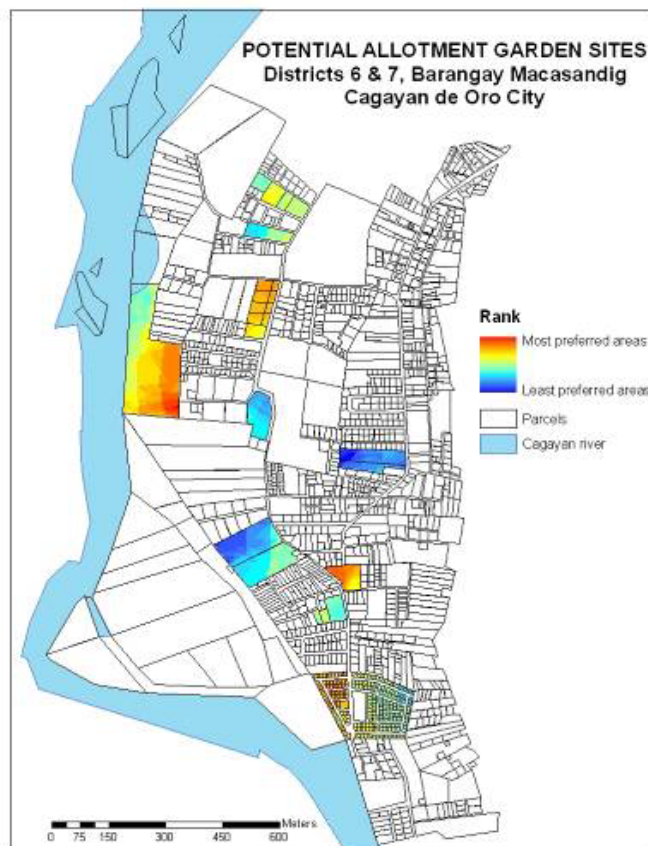 POTENTIAL ALLOTMENT GARDEN SITES
Districts 6 & 7, Barangay Macasandig
Cagayan de Oro City
Rank
Most preferred areas
Least preferred areas
Parcels
Cagayan river
Meters
0 75 150 300 450 600